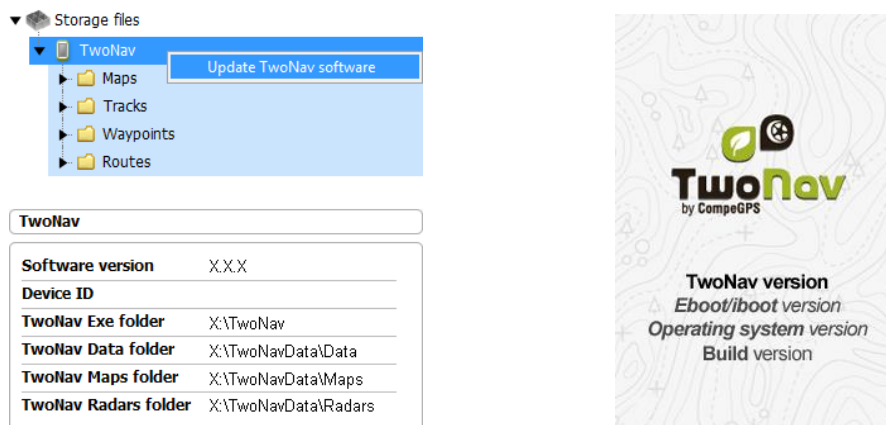 Storage files
TwoNav
Update TwoNav software
Maps
Tracks
Waypoints
Routes
TwoNav
Software version X.X.X
Device ID
TwoNav Exe folder X:\TwoNav
TwoNav Data folder X:\TwoNavData\Data
TwoNav Maps folder X:\TwoNavData\Maps
TwoNav Radars folder X:\TwoNavData\Radars
TwoNav
by CompeGPS
TwoNav version
Eboot/iboot version
Operating system version
Build version